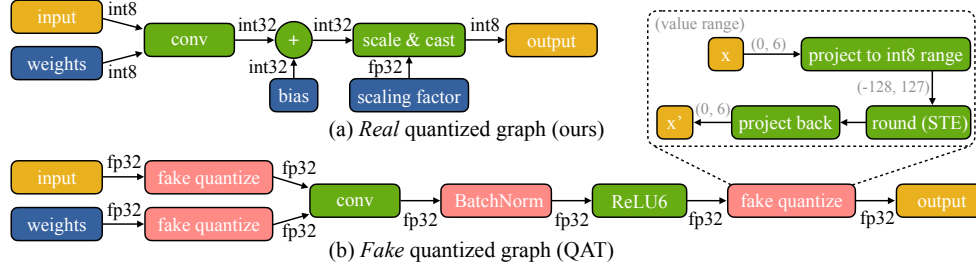 input
int8
weights
int8
conv
int32
+
int32
bias
int32
scale & cast
fp32
scaling factor
int8
output
(a) Real quantized graph (ours)
(value range)
x
(0, 6)
project to int8 range
(-128, 127)
round (STE)
project back
(0, 6)
x'
input
fp32
fake quantize
fp32
weights
fp32
fake quantize
fp32
conv
fp32
BatchNorm
fp32
ReLU6
fp32
fake quantize
fp32
output
(b) Fake quantized graph (QAT)